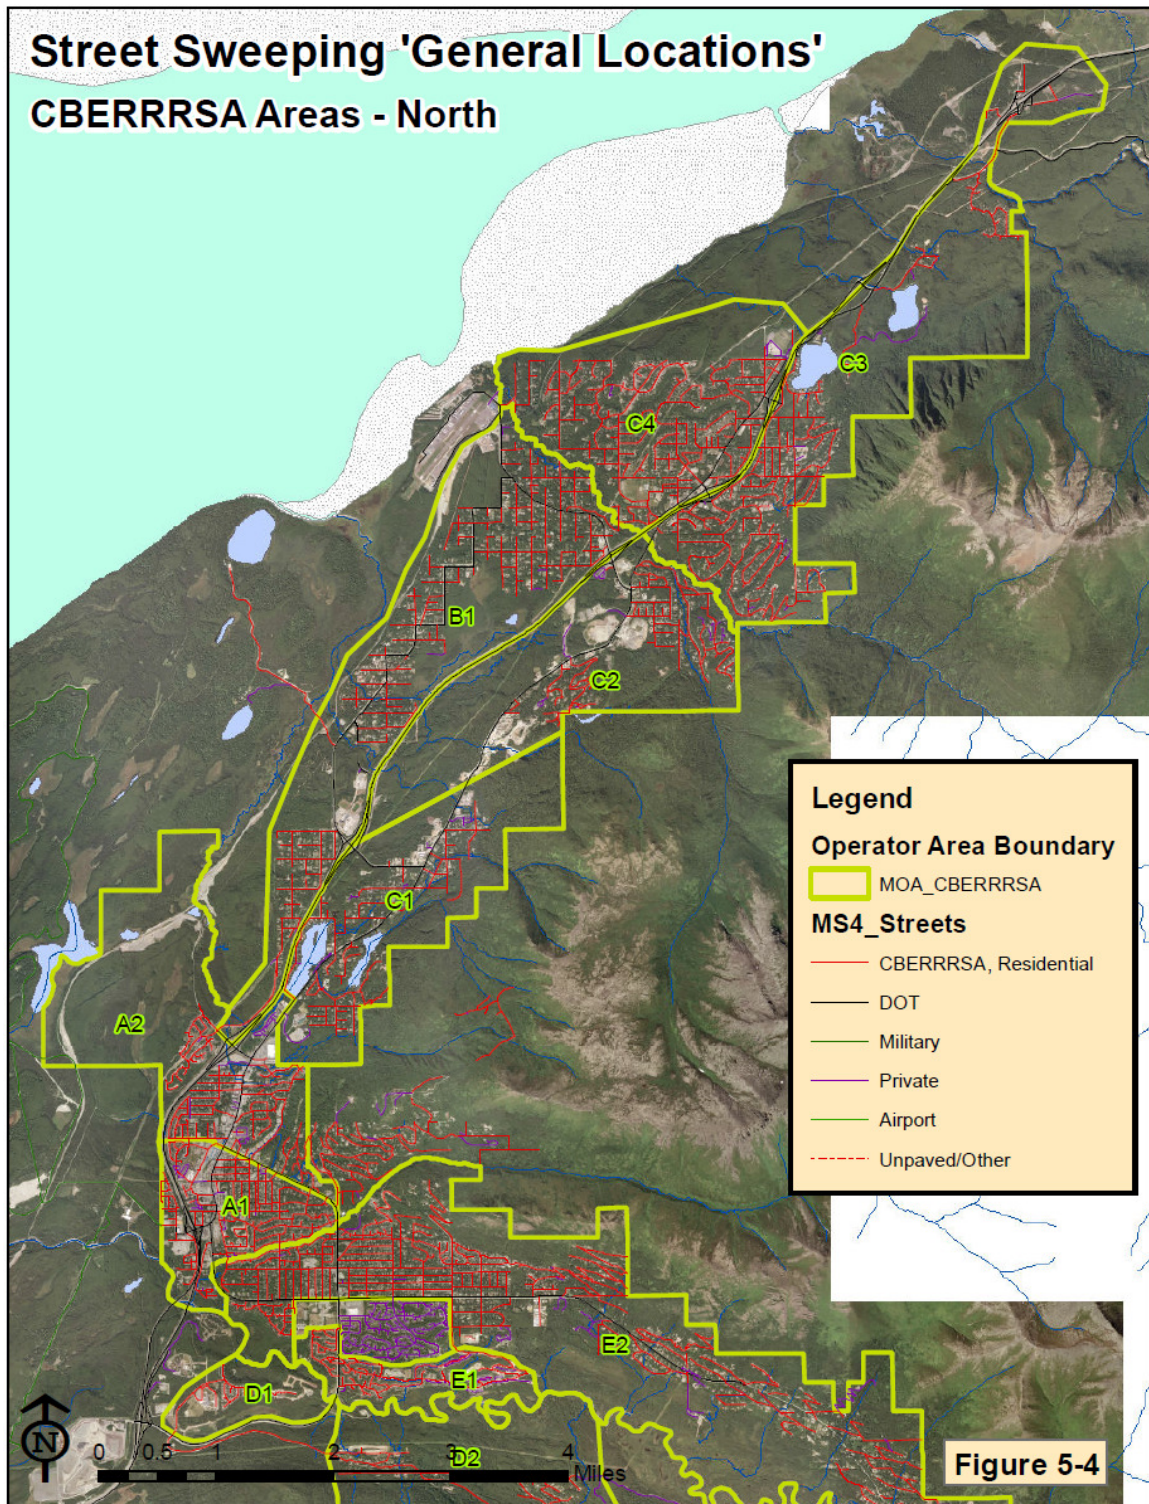 Street Sweeping 'General Locations'
CBERRRSA Areas - North
C3
C4
B1
C2
C1
A2
A1
E2
E1
D1
D2
Legend
Operator Area Boundary
MOA_CBERRRSA
MS4_Streets
CBERRRSA, Residential
DOT
Military
Private
Airport
Unpaved/Other
N
0 0.5 1 2 3 4
Miles
Figure 5-4